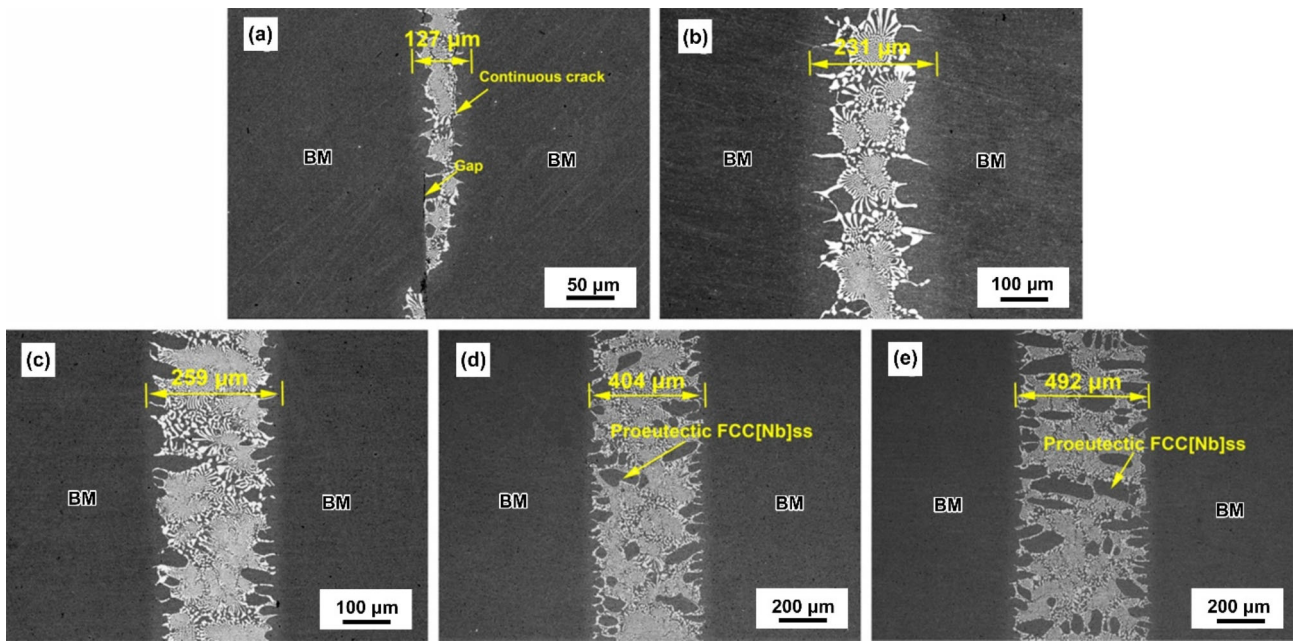 (a)
127 μm
Continuous crack
BM
BM
Gap
50 μm
(b)
231 μm
BM
BM
100 μm
(c)
259 μm
BM
BM
100 μm
(d)
404 μm
Proeutectic FCC[Nb]ss
BM
BM
200 μm
(e)
492 μm
Proeutectic FCC[Nb]ss
BM
BM
200 μm